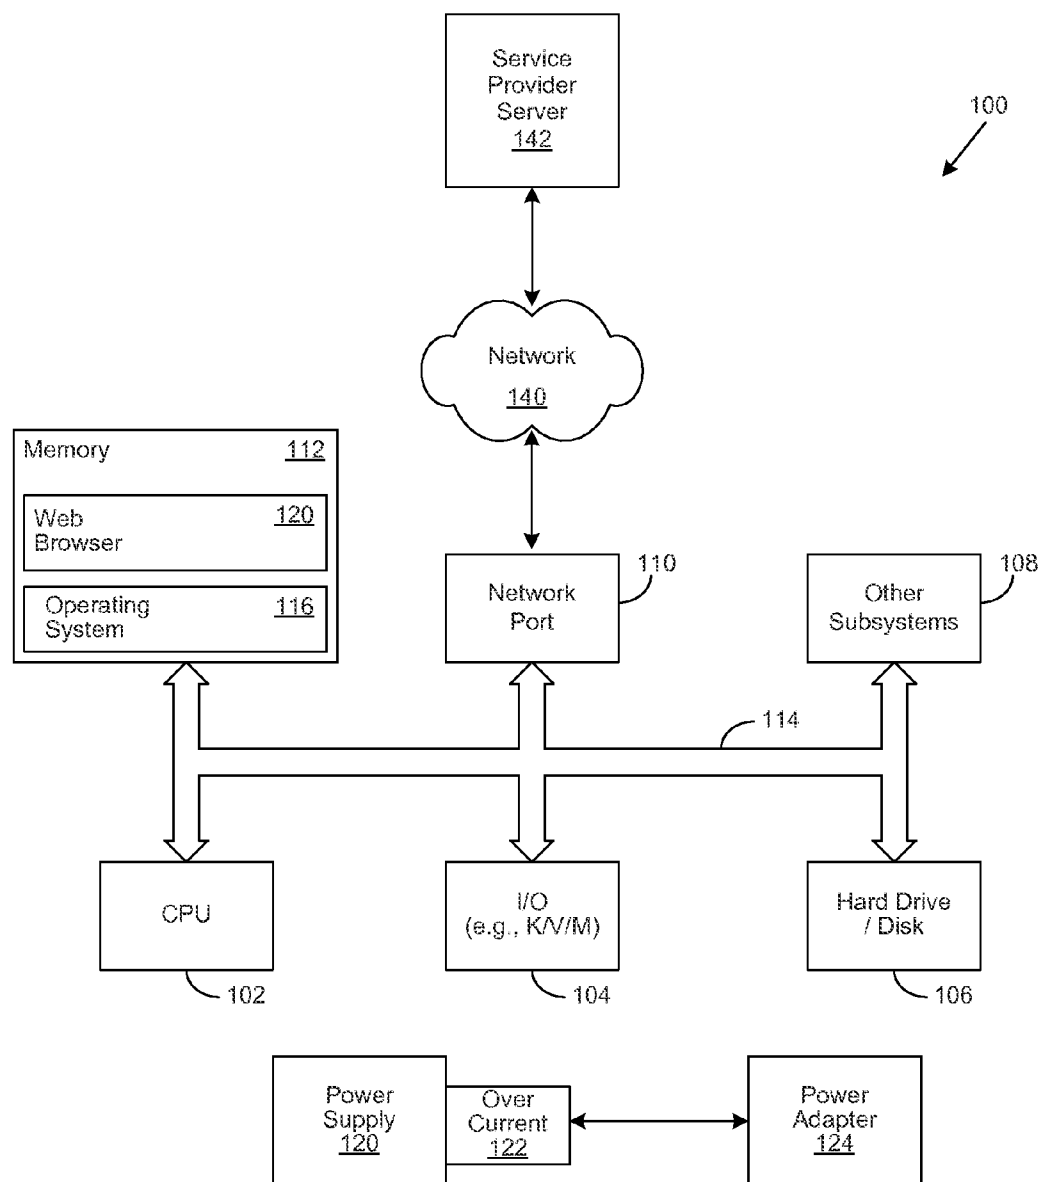 Service
Provider
Server
142
100
Network
140
Memory 112
Web
Browser
120
Operating
System
116
Network
Port
110
Other
Subsystems
108
114
CPU
102
I/O
(e.g., K/V/M)
104
Hard Drive
/ Disk
106
Power
Supply
120
Over
Current
122
Power
Adapter
124